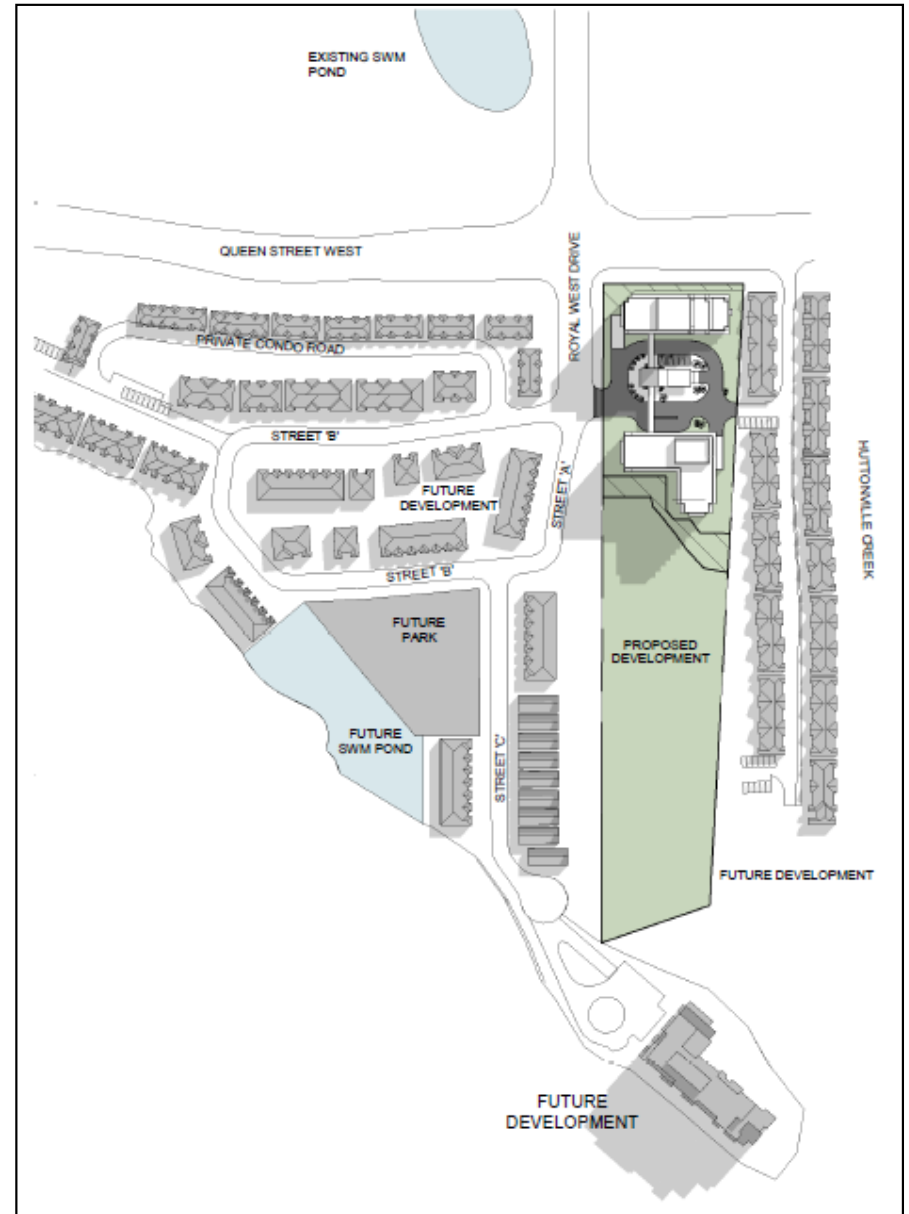 EXISTING SWM
POND
QUEEN STREET WEST
ROYAL WEST DRIVE
PRIVATE CONDO ROAD
STREET 'B'
FUTURE
DEVELOPMENT
STREET 'A'
HUTTONVILLE CREEK
STREET 'B'
FUTURE
PARK
PROPOSED
DEVELOPMENT
FUTURE
SWM POND
STREET 'C'
FUTURE DEVELOPMENT
FUTURE
DEVELOPMENT